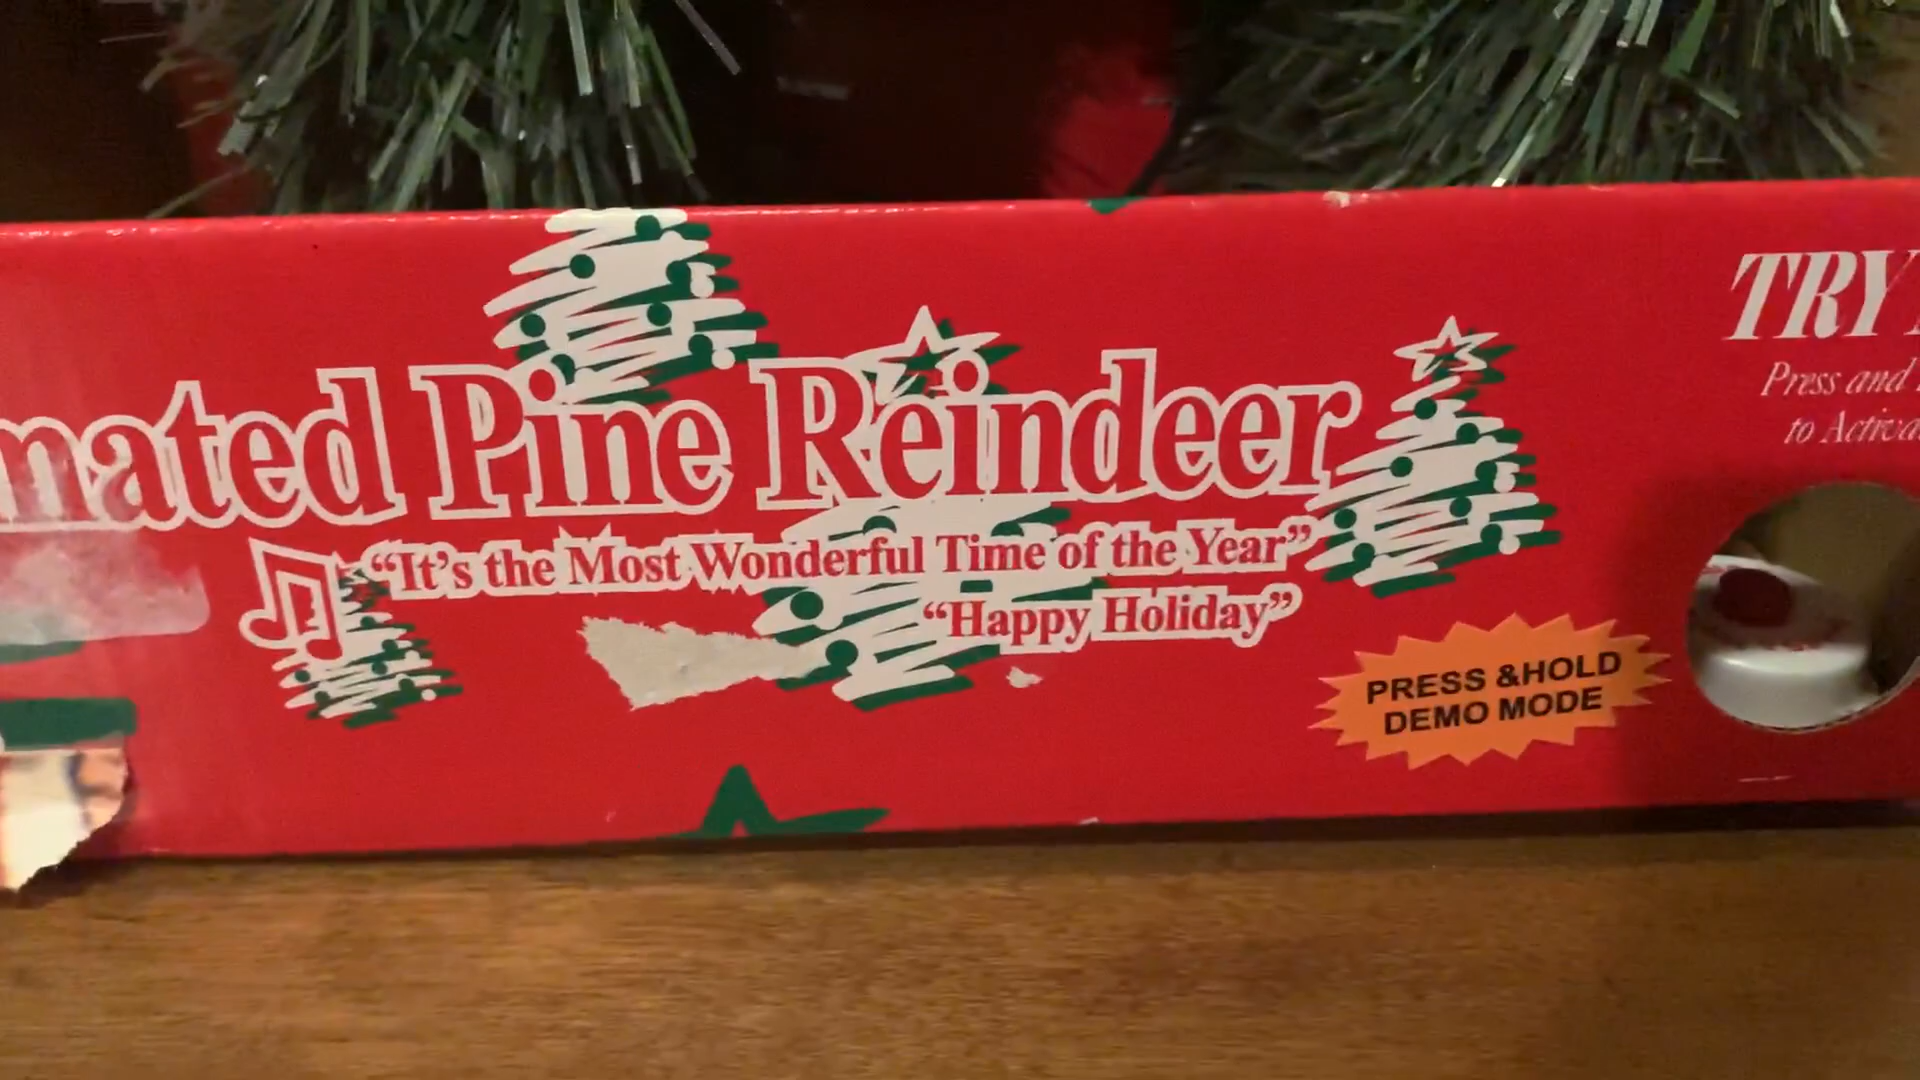 mated Pine Reindeer
“It’s the Most Wonderful Time of the Year”
“Happy Holiday”
PRESS &HOLD
DEMO MODE
TRY
Press and
to Activa